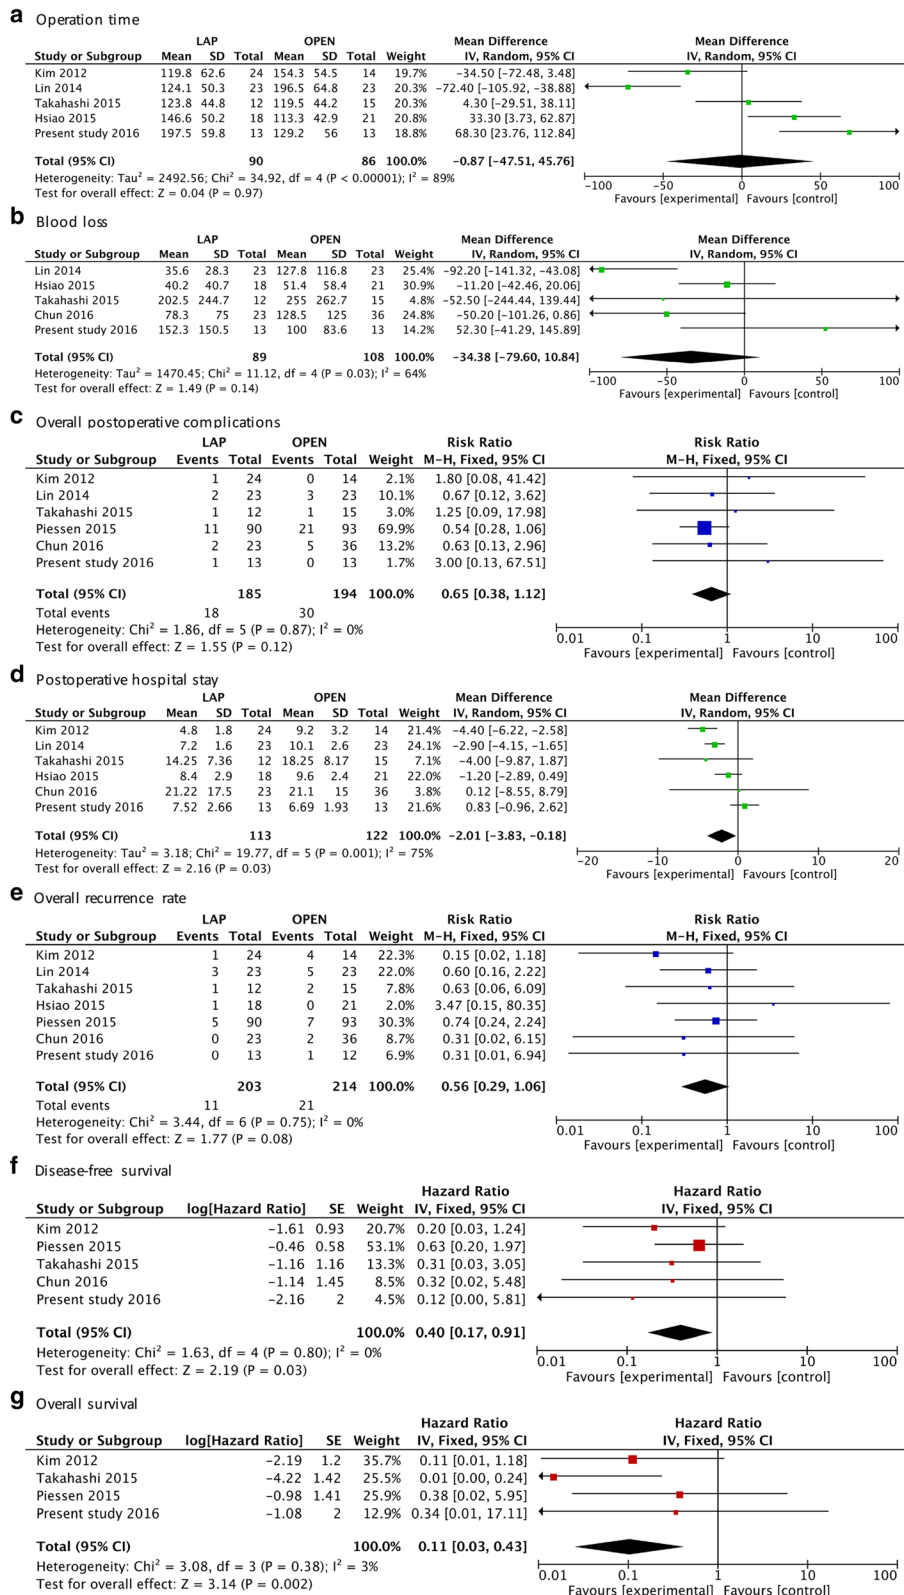 a Operation time
LAP OPEN Mean Difference Mean Difference
Study or Subgroup Mean SD Total Mean SD Total Weight IV, Random, 95% CI IV, Random, 95% CI
Kim 2012 119.8 62.6 24 154.3 54.5 14 19.7% −34.50 [−72.48, 3.48]
Lin 2014 124.1 50.3 23 196.5 64.8 23 20.3% −72.40 [−105.92, −38.88]
Takahashi 2015 123.8 44.8 12 119.5 44.2 15 20.3% 4.30 [−29.51, 38.11]
Hsiao 2015 146.6 50.2 18 113.3 42.9 21 20.8% 33.30 [3.73, 62.87]
Present study 2016 197.5 59.8 13 129.2 56 13 18.8% 68.30 [23.76, 112.84]
Total (95% CI) 90 86 100.0% −0.87 [−47.51, 45.76]
Heterogeneity: Tau² = 2492.56; Chi² = 34.92, df = 4 (P < 0.00001); I² = 89%
Test for overall effect: Z = 0.04 (P = 0.97)
−100 −50 0 50 100
Favours [experimental] Favours [control]
b Blood loss
LAP OPEN Mean Difference Mean Difference
Study or Subgroup Mean SD Total Mean SD Total Weight IV, Random, 95% CI IV, Random, 95% CI
Lin 2014 35.6 28.3 23 127.8 116.8 23 25.4% −92.20 [−141.32, −43.08]
Hsiao 2015 40.2 40.7 18 51.4 58.4 21 30.9% −11.20 [−42.46, 20.06]
Takahashi 2015 202.5 244.7 12 255 262.7 15 4.8% −52.50 [−244.44, 139.44]
Chun 2016 78.3 75 23 128.5 125 36 24.8% −50.20 [−101.26, 0.86]
Present study 2016 152.3 150.5 13 100 83.6 13 14.2% 52.30 [−41.29, 145.89]
Total (95% CI) 89 108 100.0% −34.38 [−79.60, 10.84]
Heterogeneity: Tau² = 1470.45; Chi² = 11.12, df = 4 (P = 0.03); I² = 64%
Test for overall effect: Z = 1.49 (P = 0.14)
−100 −50 0 50 100
Favours [experimental] Favours [control]
c Overall postoperative complications
LAP OPEN Risk Ratio Risk Ratio
Study or Subgroup Events Total Events Total Weight M-H, Fixed, 95% CI M-H, Fixed, 95% CI
Kim 2012 1 24 0 14 2.1% 1.80 [0.08, 41.42]
Lin 2014 2 23 3 23 10.1% 0.67 [0.12, 3.62]
Takahashi 2015 1 12 1 15 3.0% 1.25 [0.09, 17.98]
Piessen 2015 11 90 21 93 69.9% 0.54 [0.28, 1.06]
Chun 2016 2 23 5 36 13.2% 0.63 [0.13, 2.96]
Present study 2016 1 13 0 13 1.7% 3.00 [0.13, 67.51]
Total (95% CI) 185 194 100.0% 0.65 [0.38, 1.12]
Total events 18 30
Heterogeneity: Chi² = 1.86, df = 5 (P = 0.87); I² = 0%
Test for overall effect: Z = 1.55 (P = 0.12)
0.01 0.1 1 10 100
Favours [experimental] Favours [control]
d Postoperative hospital stay
LAP OPEN Mean Difference Mean Difference
Study or Subgroup Mean SD Total Mean SD Total Weight IV, Random, 95% CI IV, Random, 95% CI
Kim 2012 4.8 1.8 24 9.2 3.2 14 21.4% −4.40 [−6.22, −2.58]
Lin 2014 7.2 1.6 23 10.1 2.6 23 24.1% −2.90 [−4.15, −1.65]
Takahashi 2015 14.25 7.36 12 18.25 8.17 15 7.1% −4.00 [−9.87, 1.87]
Hsiao 2015 8.4 2.9 18 9.6 2.4 21 22.0% −1.20 [−2.89, 0.49]
Chun 2016 21.22 17.5 23 21.1 15 36 3.8% 0.12 [−8.55, 8.79]
Present study 2016 7.52 2.66 13 6.69 1.93 13 21.6% 0.83 [−0.96, 2.62]
Total (95% CI) 113 122 100.0% −2.01 [−3.83, −0.18]
Heterogeneity: Tau² = 3.18; Chi² = 19.77, df = 5 (P = 0.001); I² = 75%
Test for overall effect: Z = 2.16 (P = 0.03)
−20 −10 0 10 20
Favours [experimental] Favours [control]
e Overall recurrence rate
LAP OPEN Risk Ratio Risk Ratio
Study or Subgroup Events Total Events Total Weight M-H, Fixed, 95% CI M-H, Fixed, 95% CI
Kim 2012 1 24 4 14 22.3% 0.15 [0.02, 1.18]
Lin 2014 3 23 5 23 22.0% 0.60 [0.16, 2.22]
Takahashi 2015 1 12 2 15 7.8% 0.63 [0.06, 6.09]
Hsiao 2015 1 18 0 21 2.0% 3.47 [0.15, 80.35]
Piessen 2015 5 90 7 93 30.3% 0.74 [0.24, 2.24]
Chun 2016 0 23 2 36 8.7% 0.31 [0.02, 6.15]
Present study 2016 0 13 1 12 6.9% 0.31 [0.01, 6.94]
Total (95% CI) 203 214 100.0% 0.56 [0.29, 1.06]
Total events 11 21
Heterogeneity: Chi² = 3.44, df = 6 (P = 0.75); I² = 0%
Test for overall effect: Z = 1.77 (P = 0.08)
0.01 0.1 1 10 100
Favours [experimental] Favours [control]
f Disease-free survival
Hazard Ratio Hazard Ratio
Study or Subgroup log[Hazard Ratio] SE Weight IV, Fixed, 95% CI IV, Fixed, 95% CI
Kim 2012 −1.61 0.93 20.7% 0.20 [0.03, 1.24]
Piessen 2015 −0.46 0.58 53.1% 0.63 [0.20, 1.97]
Takahashi 2015 −1.16 1.16 13.3% 0.31 [0.03, 3.05]
Chun 2016 −1.14 1.45 8.5% 0.32 [0.02, 5.48]
Present study 2016 −2.16 2 4.5% 0.12 [0.00, 5.81]
Total (95% CI) 100.0% 0.40 [0.17, 0.91]
Heterogeneity: Chi² = 1.63, df = 4 (P = 0.80); I² = 0%
Test for overall effect: Z = 2.19 (P = 0.03)
0.01 0.1 1 10 100
Favours [experimental] Favours [control]
g Overall survival
Hazard Ratio Hazard Ratio
Study or Subgroup log[Hazard Ratio] SE Weight IV, Fixed, 95% CI IV, Fixed, 95% CI
Kim 2012 −2.19 1.2 35.7% 0.11 [0.01, 1.18]
Takahashi 2015 −4.22 1.42 25.5% 0.01 [0.00, 0.24]
Piessen 2015 −0.98 1.41 25.9% 0.38 [0.02, 5.95]
Present study 2016 −1.08 2 12.9% 0.34 [0.01, 17.11]
Total (95% CI) 100.0% 0.11 [0.03, 0.43]
Heterogeneity: Chi² = 3.08, df = 3 (P = 0.38); I² = 3%
Test for overall effect: Z = 3.14 (P = 0.002)
0.01 0.1 1 10 100
Favours [experimental] Favours [control]